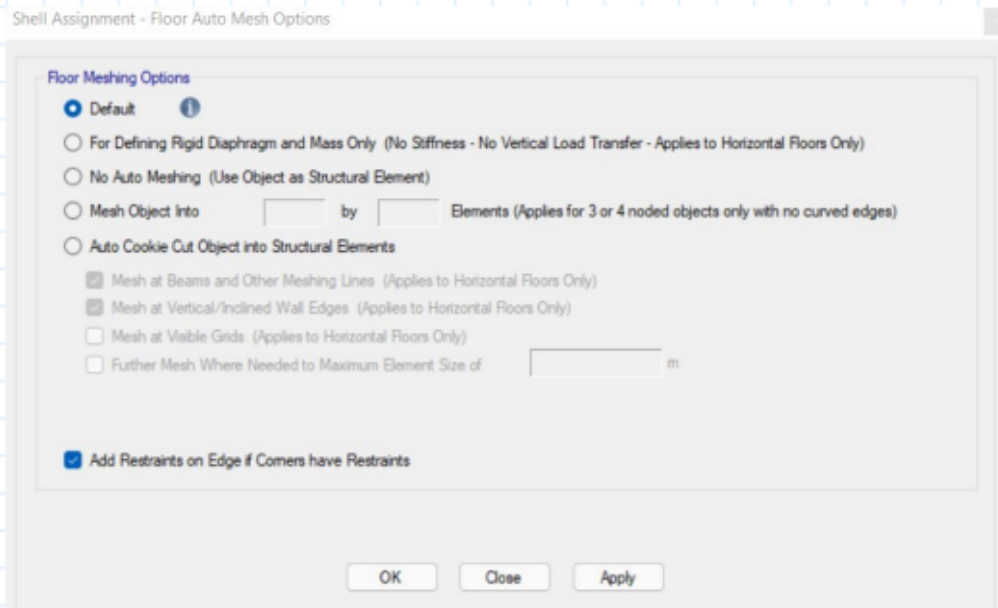 Shell Assignment - Floor Auto Mesh Options
Floor Meshing Options
Default
For Defining Rigid Diaphragm and Mass Only (No Stiffness - No Vertical Load Transfer - Applies to Horizontal Floors Only)
No Auto Meshing (Use Object as Structural Element)
Mesh Object Into by Elements (Applies for 3 or 4 noded objects only with no curved edges)
Auto Cookie Cut Object into Structural Elements
Mesh at Beams and Other Meshing Lines (Applies to Horizontal Floors Only)
Mesh at Vertical/Inclined Wall Edges (Applies to Horizontal Floors Only)
Mesh at Visible Grids (Applies to Horizontal Floors Only)
Further Mesh Where Needed to Maximum Element Size of m
Add Restraints on Edge if Corners have Restraints
OK Close Apply